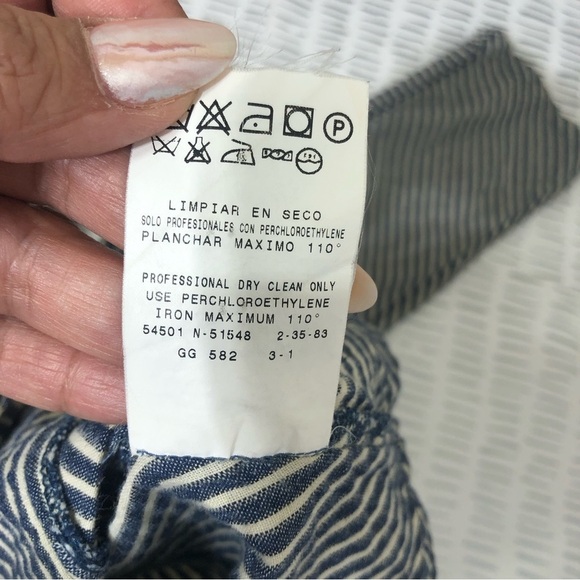 P
LIMPIAR EN SECO
SOLO PROFESIONALES CON PERCHLOROETHYLENE
PLANCHAR MAXIMO 110°
PROFESSIONAL DRY CLEAN ONLY
USE PERCHLOROETHYLENE
IRON MAXIMUM 110°
54501 N-51548 2-35-83
GG 582 3-1